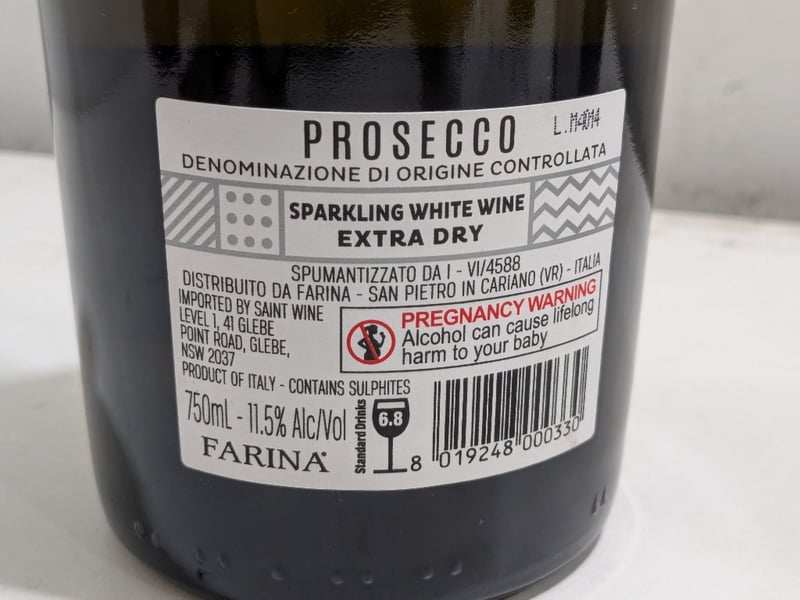 PROSECCO
L.M4014
DENOMINAZIONE DI ORIGINE CONTROLLATA
SPARKLING WHITE WINE
EXTRA DRY
SPUMANTIZZATO DA I - VI/4588
DISTRIBUITO DA FARINA - SAN PIETRO IN CARIANO (VR) - ITALIA
IMPORTED BY SAINT WINE
LEVEL 1, 41 GLEBE
POINT ROAD, GLEBE,
NSW 2037
PREGNANCY WARNING
Alcohol can cause lifelong
harm to your baby
PRODUCT OF ITALY - CONTAINS SULPHITES
750mL - 11.5% Alc/Vol
Standard Drinks
6.8
FARINA
8 019248 000330